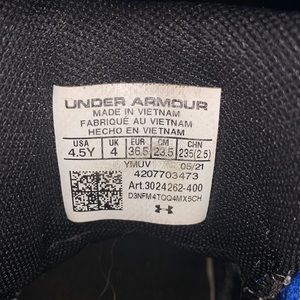 UNDER ARMOUR
MADE IN VIETNAM
FABRIQUÉ AU VIETNAM
HECHO EN VIETNAM
USA UK EUR CM CHN
4.5Y 4 36.5 23.5 235(2.5)
YMUV 05/21
4207703473
Art.3024262-400
D3NFM4TQQ4MX5CH